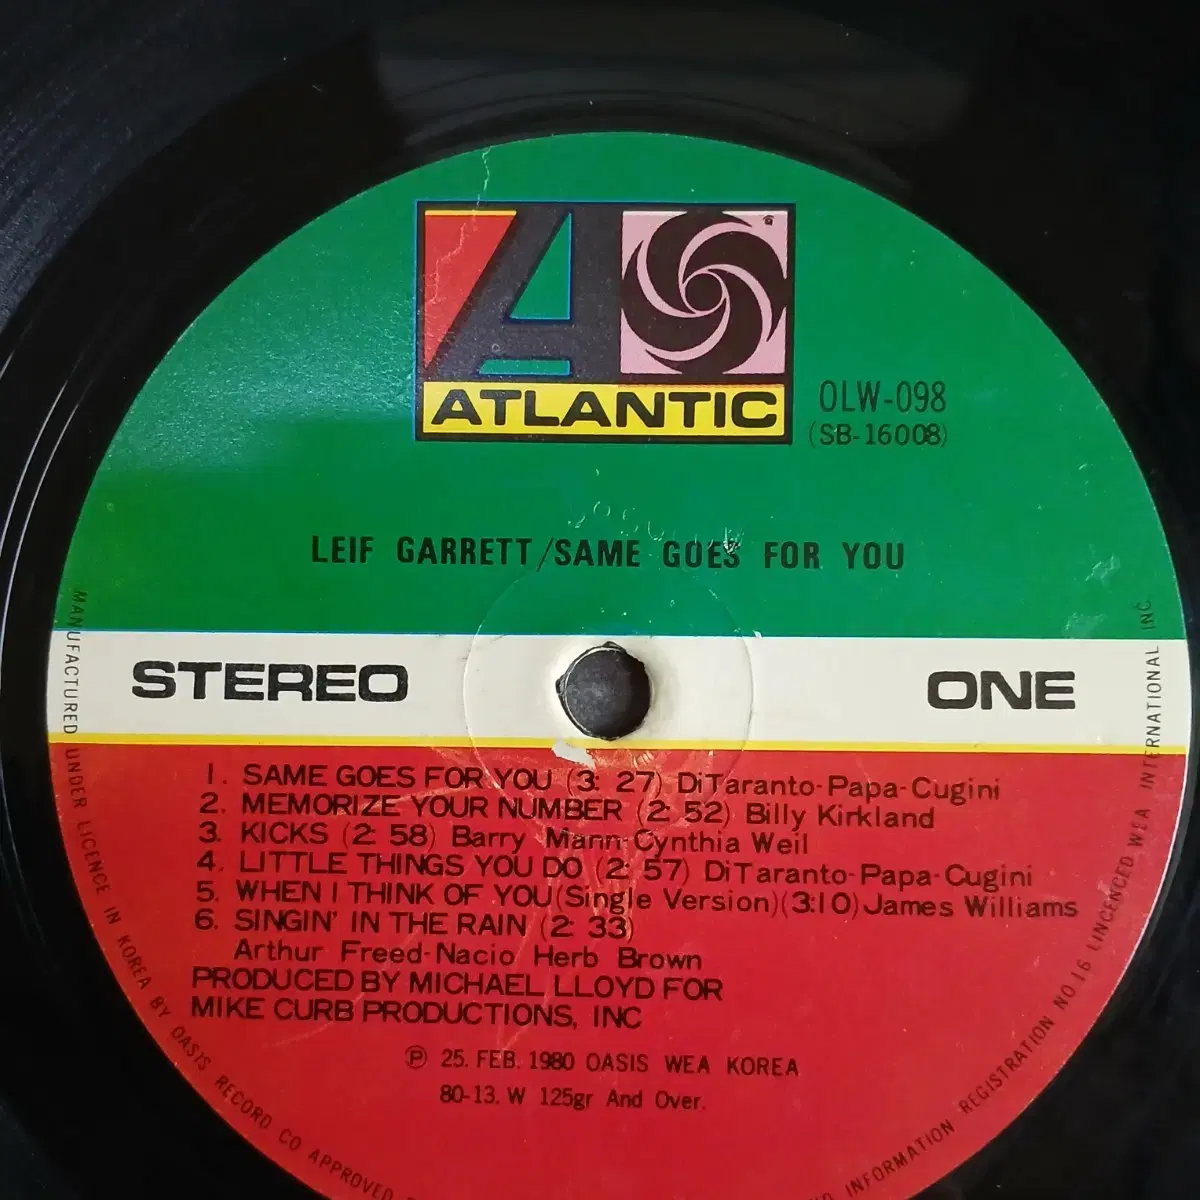 ATLANTIC
OLW-098
(SB-16008)
LEIF GARRETT/SAME GOES FOR YOU
STEREO
ONE
1. SAME GOES FOR YOU (3: 27) DiTaranto-Papa-Cugini
2. MEMORIZE YOUR NUMBER (2: 52) Billy Kirkland
3. KICKS (2: 58) Barry Mann-Cynthia Weil
4. LITTLE THINGS YOU DO (2: 57) DiTaranto-Papa-Cugini
5. WHEN I THINK OF YOU(Single Version)(3:10)James Williams
6. SINGIN' IN THE RAIN (2: 33)
Arthur Freed-Nacio Herb Brown
PRODUCED BY MICHAEL LLOYD FOR
MIKE CURB PRODUCTIONS, INC
Ⓟ 25. FEB. 1980 OASIS WEA KOREA
80-13. W 125gr And Over.
MANUFACTURED UNDER LICENCE IN KOREA BY OASIS RECORD CO APPROVED
INFORMATION REGISTRATION NO 16 LINCENCED WEA INTERNATIONAL INC.